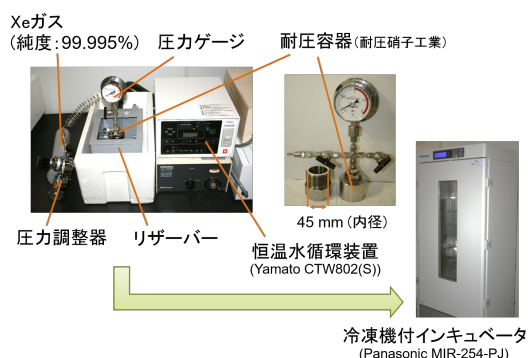 Xeガス
(純度：99.995%)
圧力ゲージ
耐圧容器(耐圧硝子工業)
45 mm（内径）
圧力調整器
リザーバー
恒温水循環装置
(Yamato CTW802(S))
冷凍機付インキュベータ
(Panasonic MIR-254-PJ)